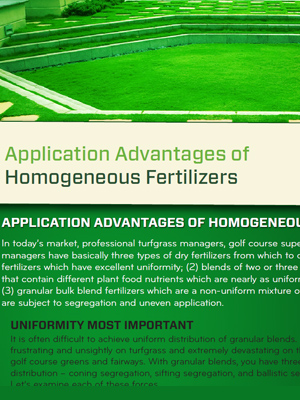 Application Advantages of
Homogeneous Fertilizers
APPLICATION ADVANTAGES OF HOMOGENEOU
In today's market, professional turfgrass managers, golf course supe
managers have basically three types of dry fertilizers from which to c
fertilizers which have excellent uniformity; (2) blends of two or three
that contain different plant food nutrients which are nearly as uniform
(3) granular bulk blend fertilizers which are a non-uniform mixture o
are subject to segregation and uneven application.
UNIFORMITY MOST IMPORTANT
It is often difficult to achieve uniform distribution of granular blends.
frustrating and unsightly on turfgrass and extremely devastating on t
golf course greens and fairways. With granular blends, you have thre
distribution – coning segregation, sifting segregation, and ballistic se
Let's examine each of these forces